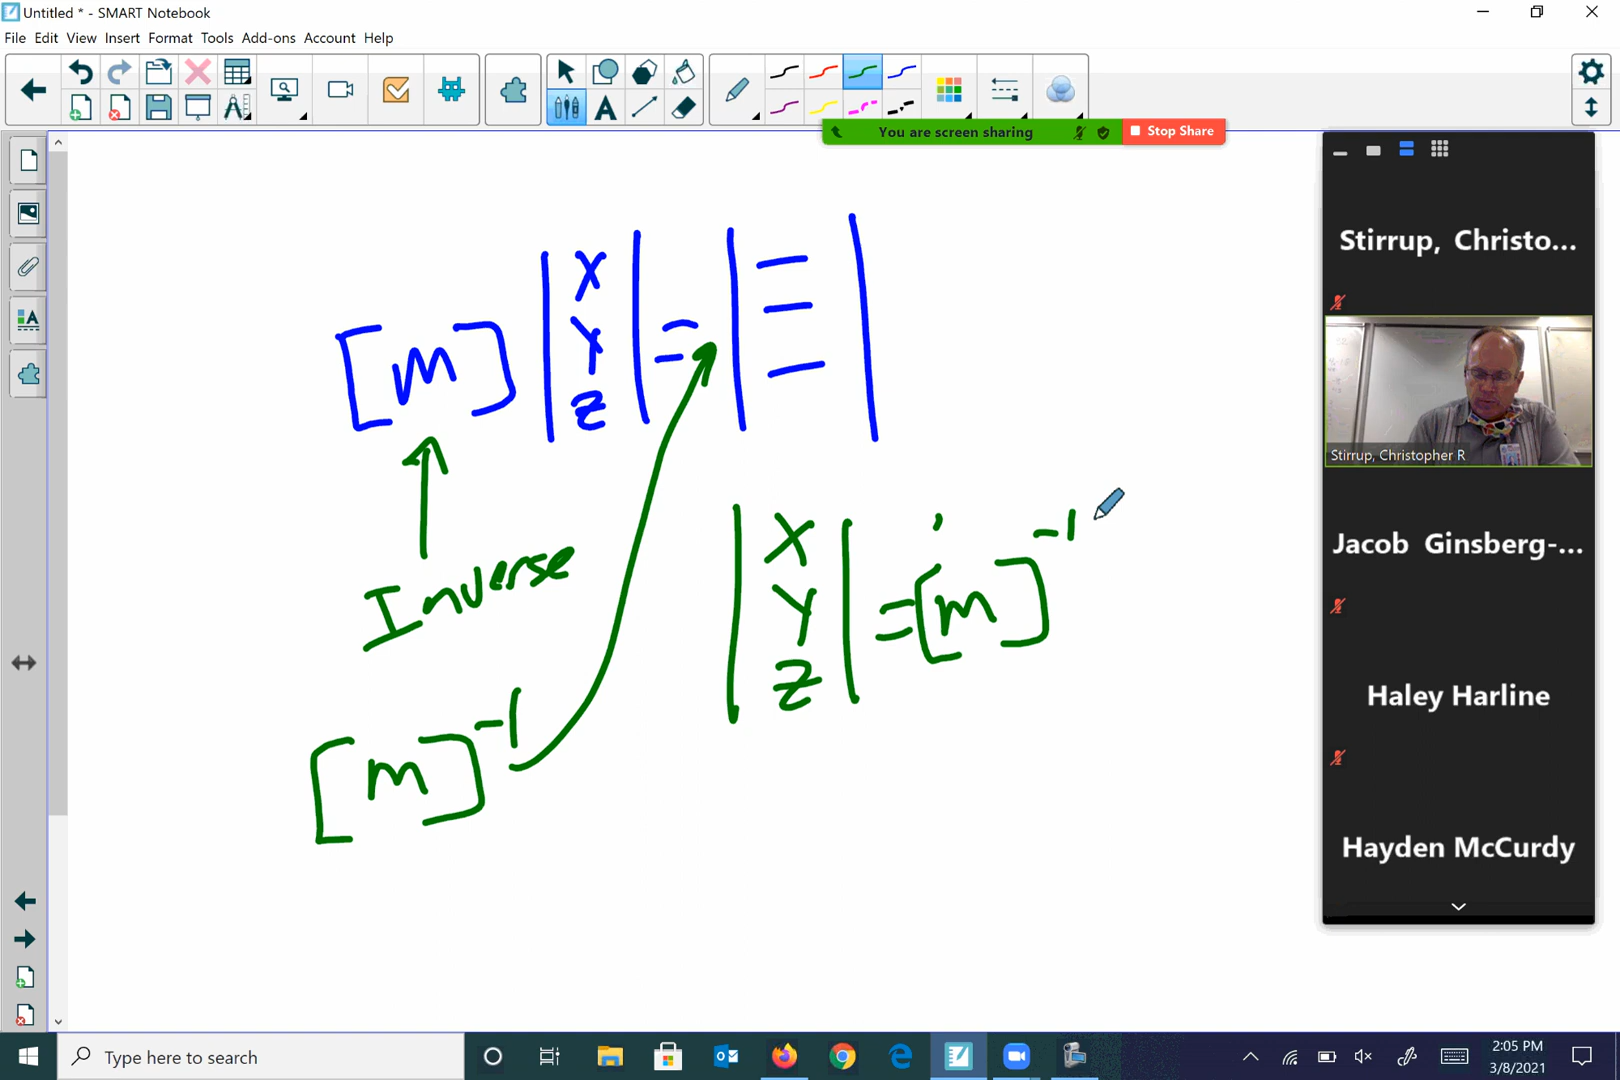 Untitled * - SMART Notebook
File Edit View Insert Format Tools Add-ons Account Help
You are screen sharing
Stop Share
[m] |X Y Z| = | |
Inverse
[m]⁻¹
|X Y Z| = [m]⁻¹
Stirrup, Christo...
Stirrup, Christopher R
Jacob Ginsberg-...
Haley Harline
Hayden McCurdy
Type here to search
2:05 PM
3/8/2021